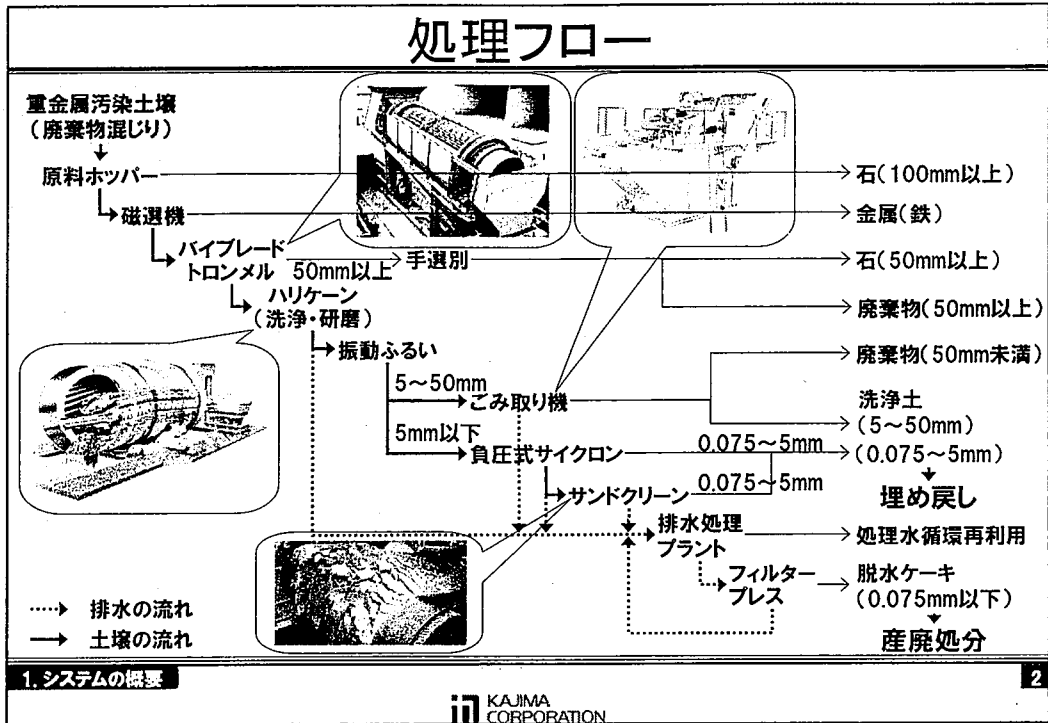 処理フロー
重金属汚染土壌
(廃棄物混じり)
原料ホッパー
石(100mm以上)
磁選機
金属(鉄)
バイブレード
トロンメル
50mm以上
手選別
石(50mm以上)
ハリケーン
(洗浄・研磨)
廃棄物(50mm以上)
振動ふるい
廃棄物(50mm未満)
5~50mm
ごみ取り機
洗浄土
(5~50mm)
5mm以下
負圧式サイクロン
0.075~5mm
(0.075~5mm)
サンドクリーン
0.075~5mm
埋め戻し
排水処理
プラント
処理水循環再利用
フィルター
プレス
脱水ケーキ
(0.075mm以下)
産廃処分
排水の流れ
土壌の流れ
1.システムの概要
2
KAJIMA
CORPORATION